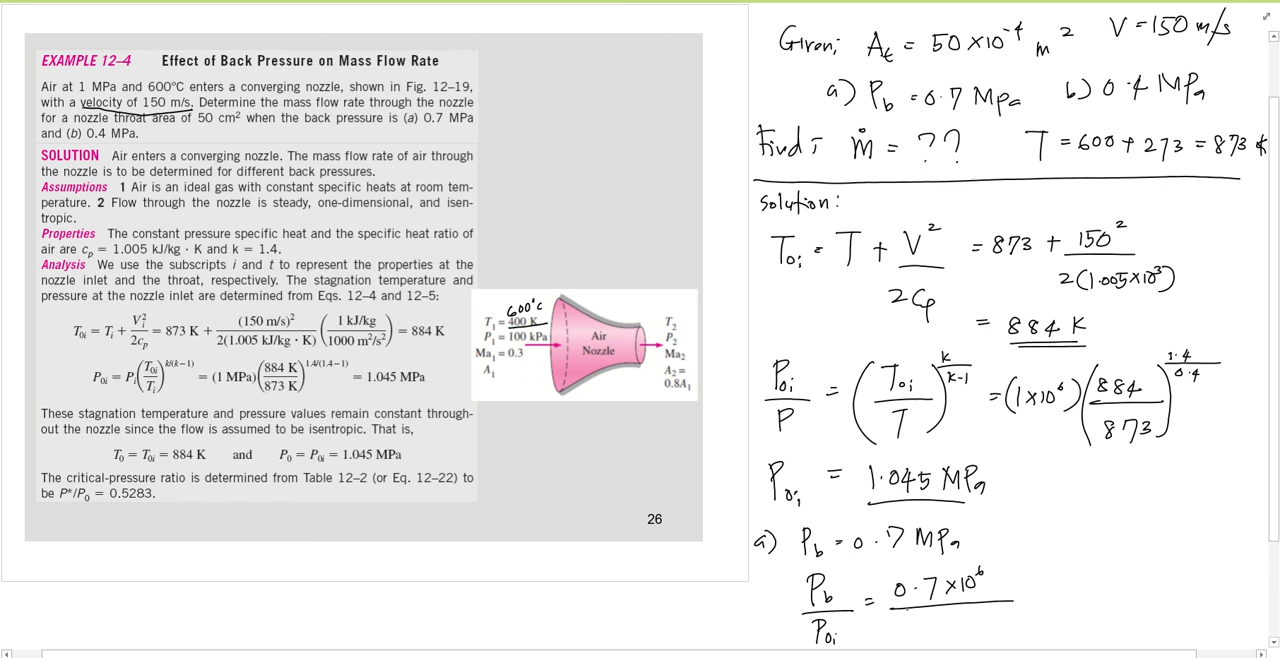 EXAMPLE 12–4 Effect of Back Pressure on Mass Flow Rate
Air at 1 MPa and 600°C enters a converging nozzle, shown in Fig. 12–19,
with a velocity of 150 m/s. Determine the mass flow rate through the nozzle
for a nozzle throat area of 50 cm² when the back pressure is (a) 0.7 MPa
and (b) 0.4 MPa.
SOLUTION Air enters a converging nozzle. The mass flow rate of air through
the nozzle is to be determined for different back pressures.
Assumptions 1 Air is an ideal gas with constant specific heats at room tem-
perature. 2 Flow through the nozzle is steady, one-dimensional, and isen-
tropic.
Properties The constant pressure specific heat and the specific heat ratio of
air are cp = 1.005 kJ/kg · K and k = 1.4.
Analysis We use the subscripts i and t to represent the properties at the
nozzle inlet and the throat, respectively. The stagnation temperature and
pressure at the nozzle inlet are determined from Eqs. 12–4 and 12–5:
T0i = Ti + Vi²/2cp = 873 K + (150 m/s)²/2(1.005 kJ/kg · K) (1 kJ/kg / 1000 m²/s²) = 884 K
P0i = Pi(T0i/Ti)^k/(k−1) = (1 MPa)(884 K/873 K)^1.4/(1.4−1) = 1.045 MPa
These stagnation temperature and pressure values remain constant through-
out the nozzle since the flow is assumed to be isentropic. That is,
T0 = T0i = 884 K and P0 = P0i = 1.045 MPa
The critical-pressure ratio is determined from Table 12–2 (or Eq. 12–22) to
be P*/P0 = 0.5283.
26
600°C
T1 = 400 K
P1 = 100 kPa
Ma1 = 0.3
A1
Air
Nozzle
T2
P2
Ma2
A2 =
0.8A1
Given; At = 50 × 10^-4 m² V = 150 m/s
a) Pb = 0.7 MPa b) 0.4 MPa
Find; ṁ = ?? T = 600 + 273 = 873 K
Solution:
T0i = T + V²/2Cp = 873 + 150²/2(1.005×10³)
= 884 K
P0i/P = (T0i/T)^k/k-1 = (1×10⁶)(884/873)^1.4/0.4
P0i = 1.045 MPa
a) Pb = 0.7 MPa
Pb/P0i = 0.7×10⁶